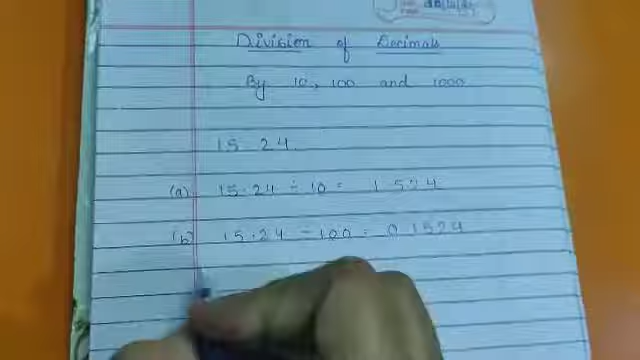 Division of Decimals
By 10, 100 and 1000
15.24
(a) 15.24 ÷ 10 = 1.524
(b) 15.24 ÷ 100 = 0.1524